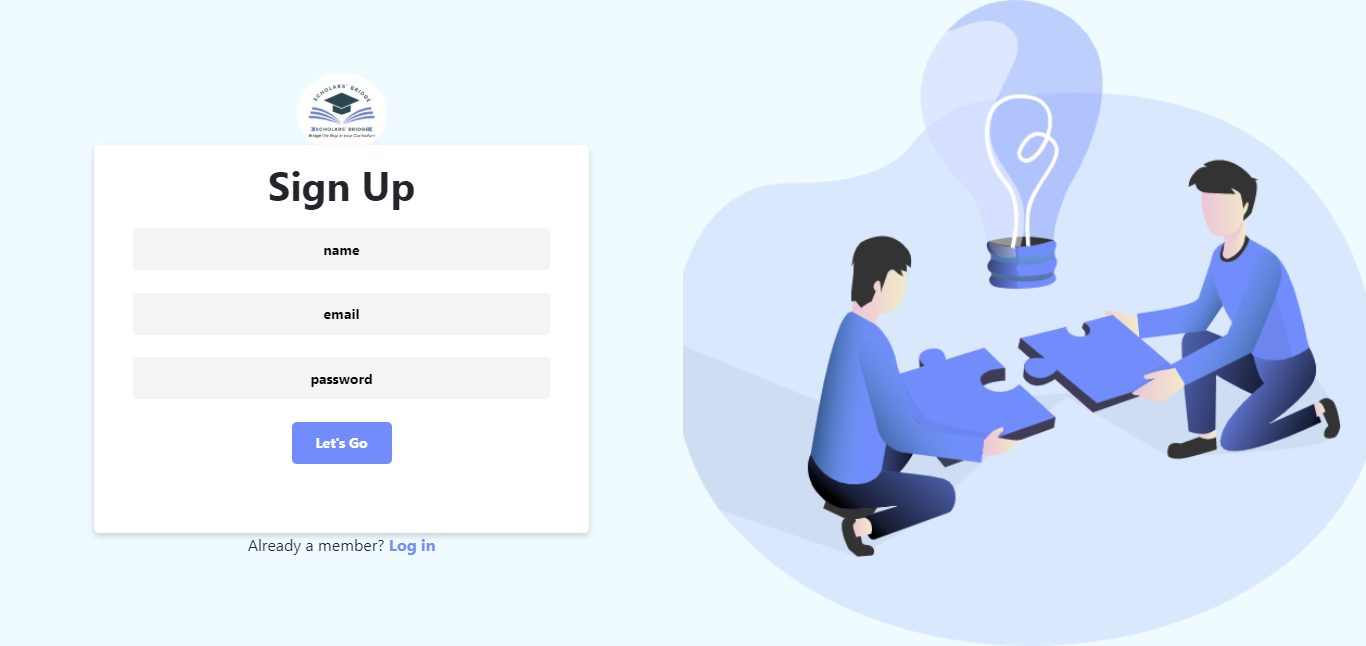 SCHOLARS' BRIDGE
SCHOLARS' BRIDGE
Bridge the Gap in your Curriculum
Sign Up
name
email
password
Let's Go
Already a member? Log in